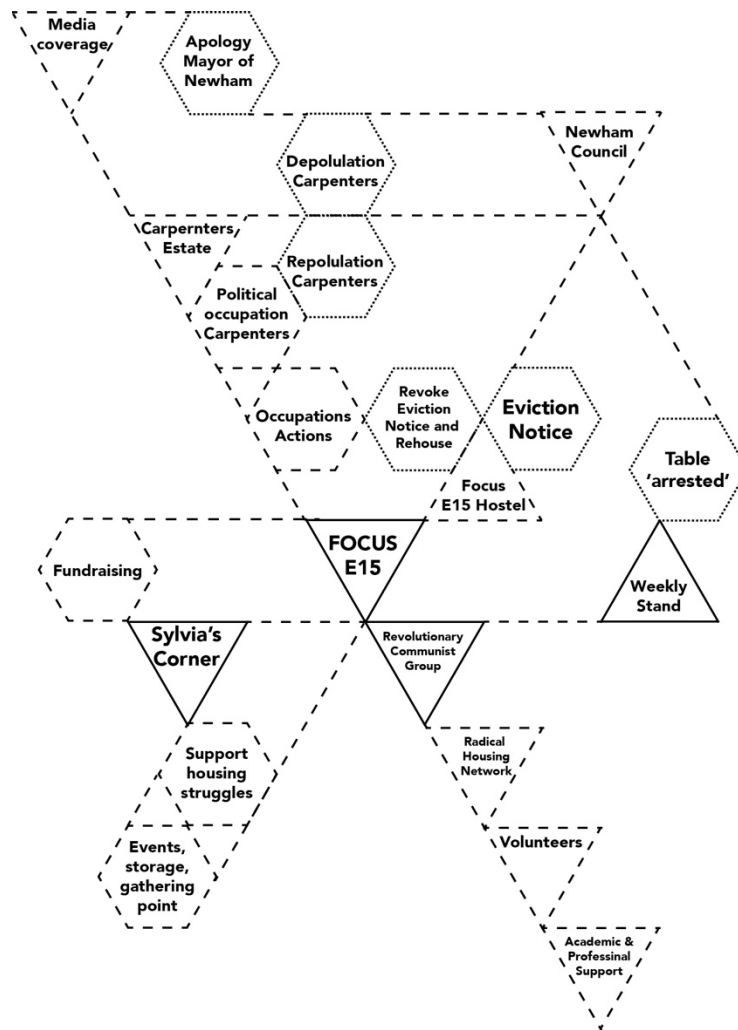 Media
coverage
Apology
Mayor of
Newham
Newham
Council
Depolulation
Carpenters
Carpernters
Estate
Repolulation
Carpenters
Political
occupation
Carpenters
Occupations
Actions
Revoke
Eviction
Notice and
Rehouse
Eviction
Notice
Table
‘arrested’
Focus
E15 Hostel
FOCUS
E15
Fundraising
Weekly
Stand
Sylvia’s
Corner
Revolutionary
Communist
Group
Support
housing
struggles
Radical
Housing
Network
Events,
storage,
gathering
point
Volunteers
Academic &
Professinal
Support